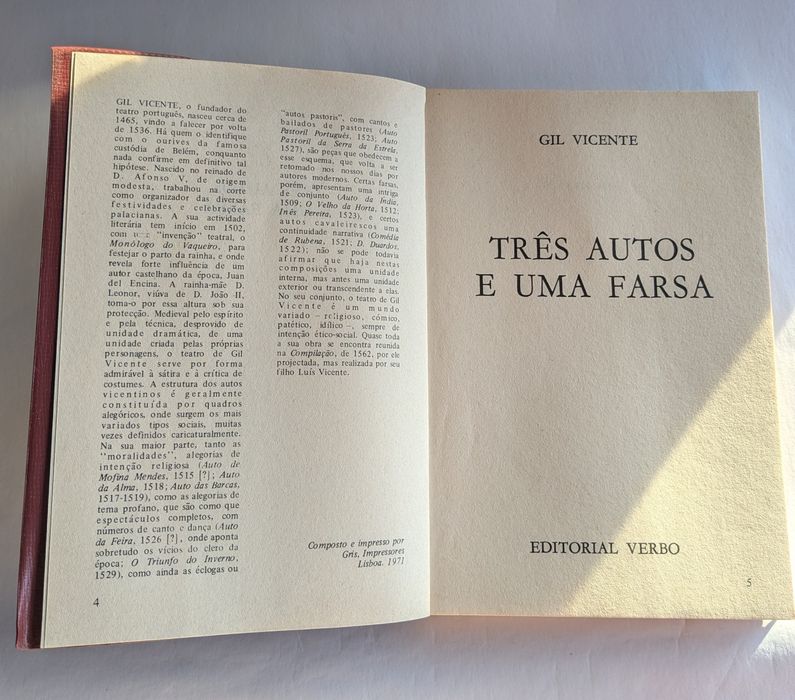 GIL VICENTE, o fundador do
teatro português, nasceu cerca de
1465, vindo a falecer por volta
de 1536. Há quem o identifique
com o ourives da famosa
custódia de Belém, conquanto
nada confirme em definitivo tal
hipótese. Nascido no reinado de
D. Afonso V, de origem
modesta, trabalhou na corte
como organizador das diversas
festividades e celebrações
palacianas. A sua actividade
literária tem início em 1502,
com uma "invenção" teatral, o
Monólogo do Vaqueiro, para
festejar o parto da rainha, e onde
revela forte influência de um
autor castelhano da época, Juan
del Encina. A rainha-mãe D.
Leonor, viúva de D. João II,
toma-o por essa altura sob sua
protecção. Medieval pelo espírito
e pela técnica, desprovido de
unidade dramática, de uma
unidade criada pelas próprias
personagens, o teatro de Gil
Vicente serve por forma
admirável à sátira e à crítica de
costumes. A estrutura dos autos
vicentinos é geralmente
constituída por quadros
alegóricos, onde surgem os mais
variados tipos sociais, muitas
vezes definidos caricaturalmente.
Na sua maior parte, tanto as
"moralidades", alegorias de
intenção religiosa (Auto de
Mofina Mendes, 1515 [?]; Auto
da Alma, 1518; Auto das Barcas,
1517-1519), como as alegorias de
tema profano, que são como que
espectáculos completos, com
números de canto e dança (Auto
da Feira, 1526 [?], onde aponta
sobretudo os vícios do clero da
época; O Triunfo do Inverno,
1529), como ainda as éclogas ou
"autos pastoris", com cantos e
bailados de pastores (Auto
Pastoril Português, 1523; Auto
Pastoril da Serra da Estrela,
1527), são peças que obedecem a
esse esquema, que volta a ser
retomado nos nossos dias por
autores modernos. Certas farsas,
porém, apresentam uma intriga
de conjunto (Auto da Índia,
1509; O Velho da Horta, 1512;
Inês Pereira, 1523), e certos
autos cavaleirescos uma
continuidade narrativa (Comédia
de Rubena, 1521; D. Duardos,
1522); não se pode todavia
afirmar que haja nestas
composições uma unidade
interna, mas antes uma unidade
exterior ou transcendente a elas.
No seu conjunto, o teatro de Gil
Vicente é um mundo
variado – religioso, cómico,
patético, idílico –, sempre de
intenção ético-social. Quase toda
a sua obra se encontra reunida
na Compilação, de 1562, por ele
projectada, mas realizada por seu
filho Luís Vicente.
Composto e impresso por
Gris, Impressores
Lisboa. 1971
4
GIL VICENTE
TRÊS AUTOS
E UMA FARSA
EDITORIAL VERBO
5